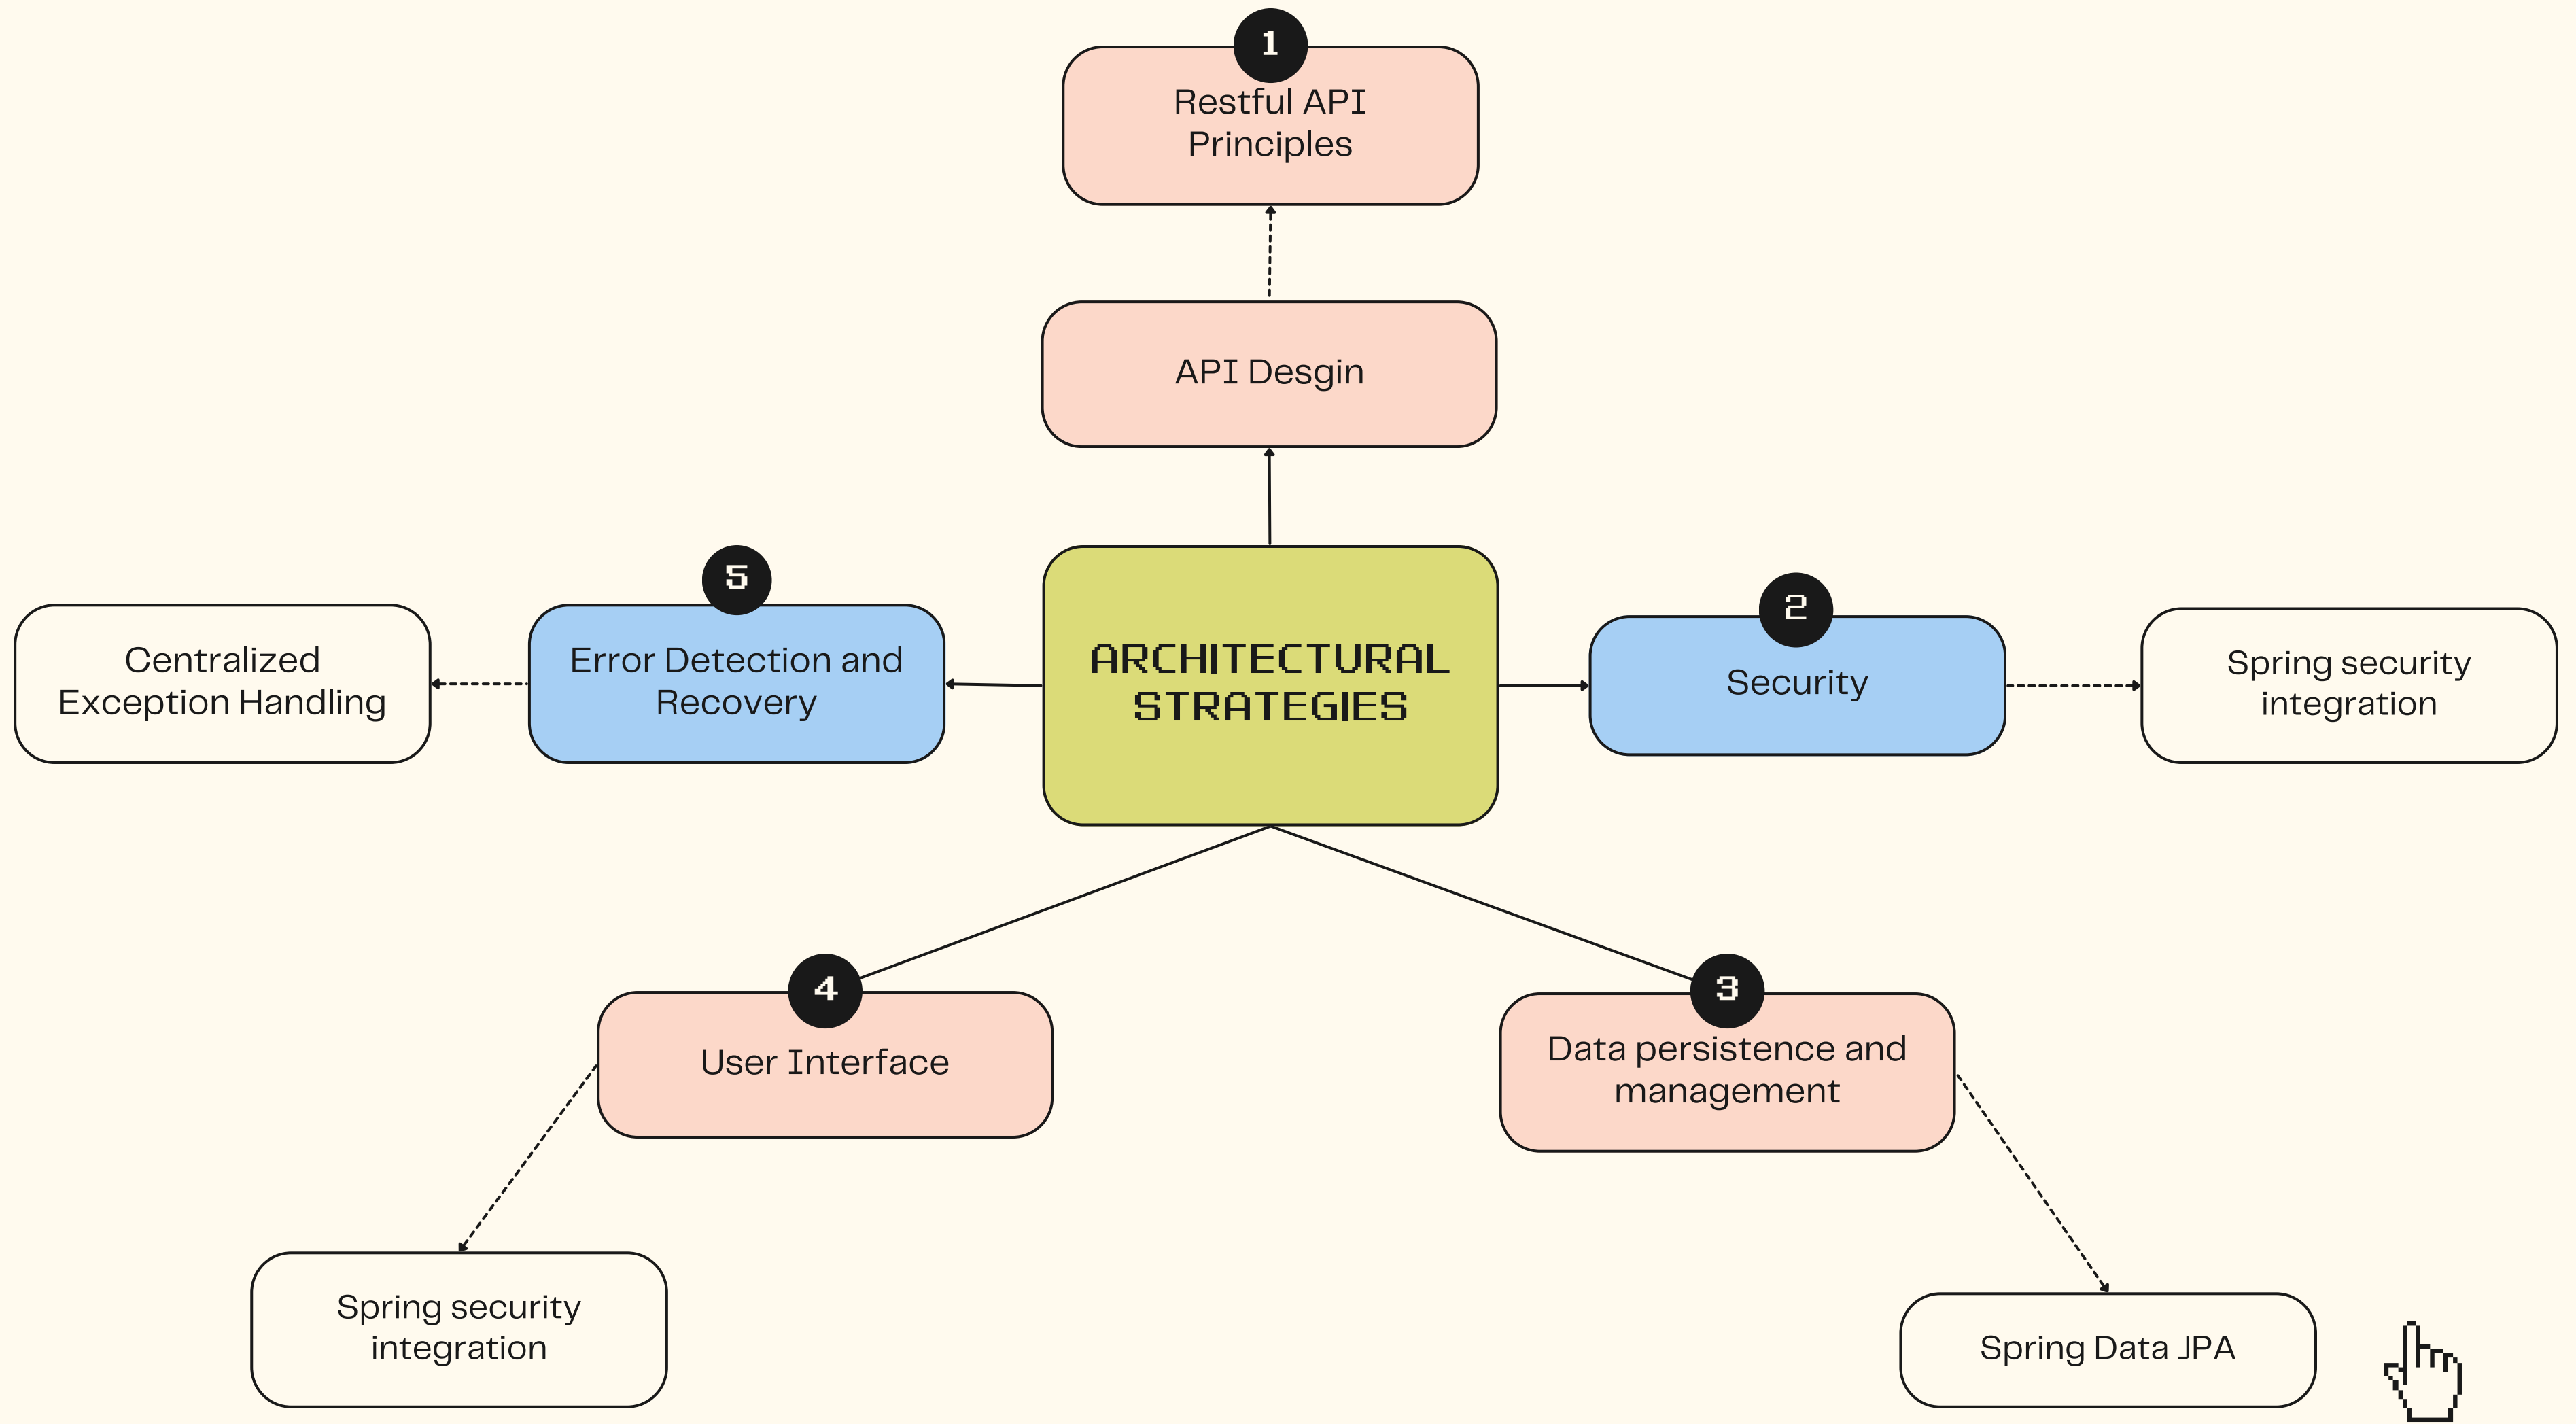 1
Restful API
Principles
API Desgin
ARCHITECTURAL
STRATEGIES
5
Error Detection and
Recovery
Centralized
Exception Handling
2
Security
Spring security
integration
4
User Interface
Spring security
integration
3
Data persistence and
management
Spring Data JPA